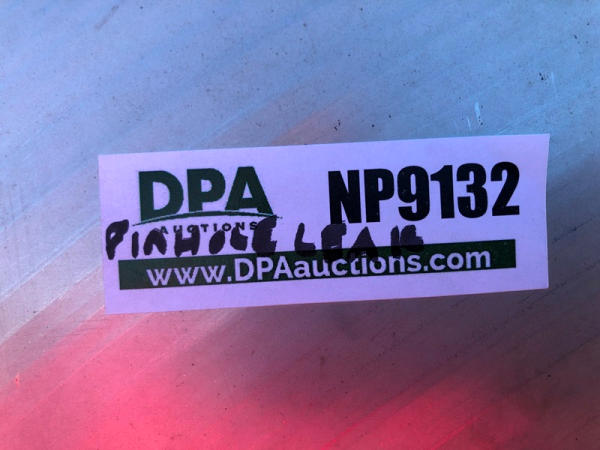 DPA
AUCTIONS
NP9132
PINHOLE LEAK
www.DPAauctions.com